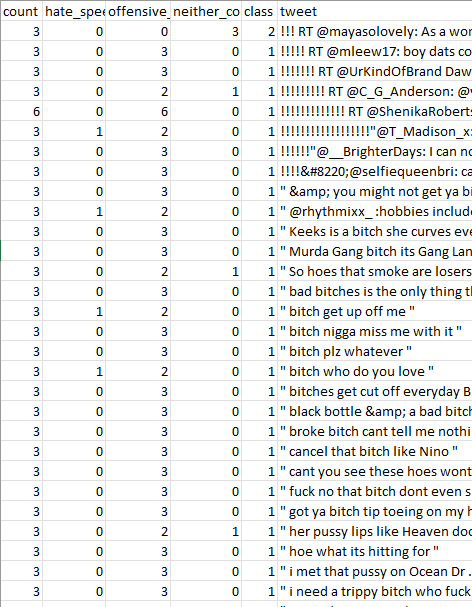 count hate_spe offensive_ neither_co class tweet
3 0 0 3 2 !!! RT @mayasolovely: As a wor
3 0 3 0 1 !!!!! RT @mleew17: boy dats co
3 0 3 0 1 !!!!!!! RT @UrKindOfBrand Daw
3 0 2 1 1 !!!!!!!!! RT @C_G_Anderson: @v
6 0 6 0 1 !!!!!!!!!!!!! RT @ShenikaRoberts
3 1 2 0 1 !!!!!!!!!!!!!!!!!!"@T_Madison_x:
3 0 3 0 1 !!!!!!"@__BrighterDays: I can no
3 0 3 0 1 !!!!&#8220;@selfiequeenbri: ca
3 0 3 0 1 " &amp; you might not get ya bi
3 1 2 0 1 " @rhythmixx_ :hobbies include
3 0 3 0 1 " Keeks is a bitch she curves eve
3 0 3 0 1 " Murda Gang bitch its Gang Lan
3 0 2 1 1 " So hoes that smoke are losers
3 0 3 0 1 " bad bitches is the only thing th
3 1 2 0 1 " bitch get up off me "
3 0 3 0 1 " bitch nigga miss me with it "
3 0 3 0 1 " bitch plz whatever "
3 1 2 0 1 " bitch who do you love "
3 0 3 0 1 " bitches get cut off everyday B
3 0 3 0 1 " black bottle &amp; a bad bitch
3 0 3 0 1 " broke bitch cant tell me nothi
3 0 3 0 1 " cancel that bitch like Nino "
3 0 3 0 1 " cant you see these hoes wont
3 0 3 0 1 " fuck no that bitch dont even s
3 0 3 0 1 " got ya bitch tip toeing on my h
3 0 2 1 1 " her pussy lips like Heaven doo
3 0 3 0 1 " hoe what its hitting for "
3 0 3 0 1 " i met that pussy on Ocean Dr .
3 0 3 0 1 " i need a trippy bitch who fuck